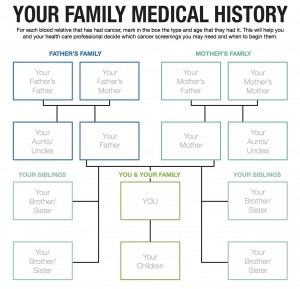 YOUR FAMILY MEDICAL HISTORY
For each blood relative that has had cancer, mark in the box the type and age that they had it. This will help you
and your health care professional decide which cancer screenings you may need and when to begin them.
FATHER'S FAMILY
MOTHER'S FAMILY
Your
Father's
Father
Your
Father's
Mother
Your
Mother's
Father
Your
Mother's
Mother
Your
Aunts/
Uncles
Your
Father
Your
Mother
Your
Aunts/
Uncles
YOUR SIBLINGS
YOU & YOUR FAMILY
YOUR SIBLINGS
Your
Brother/
Sister
YOU
Your
Brother/
Sister
Your
Brother/
Sister
Your
Children
Your
Brother/
Sister